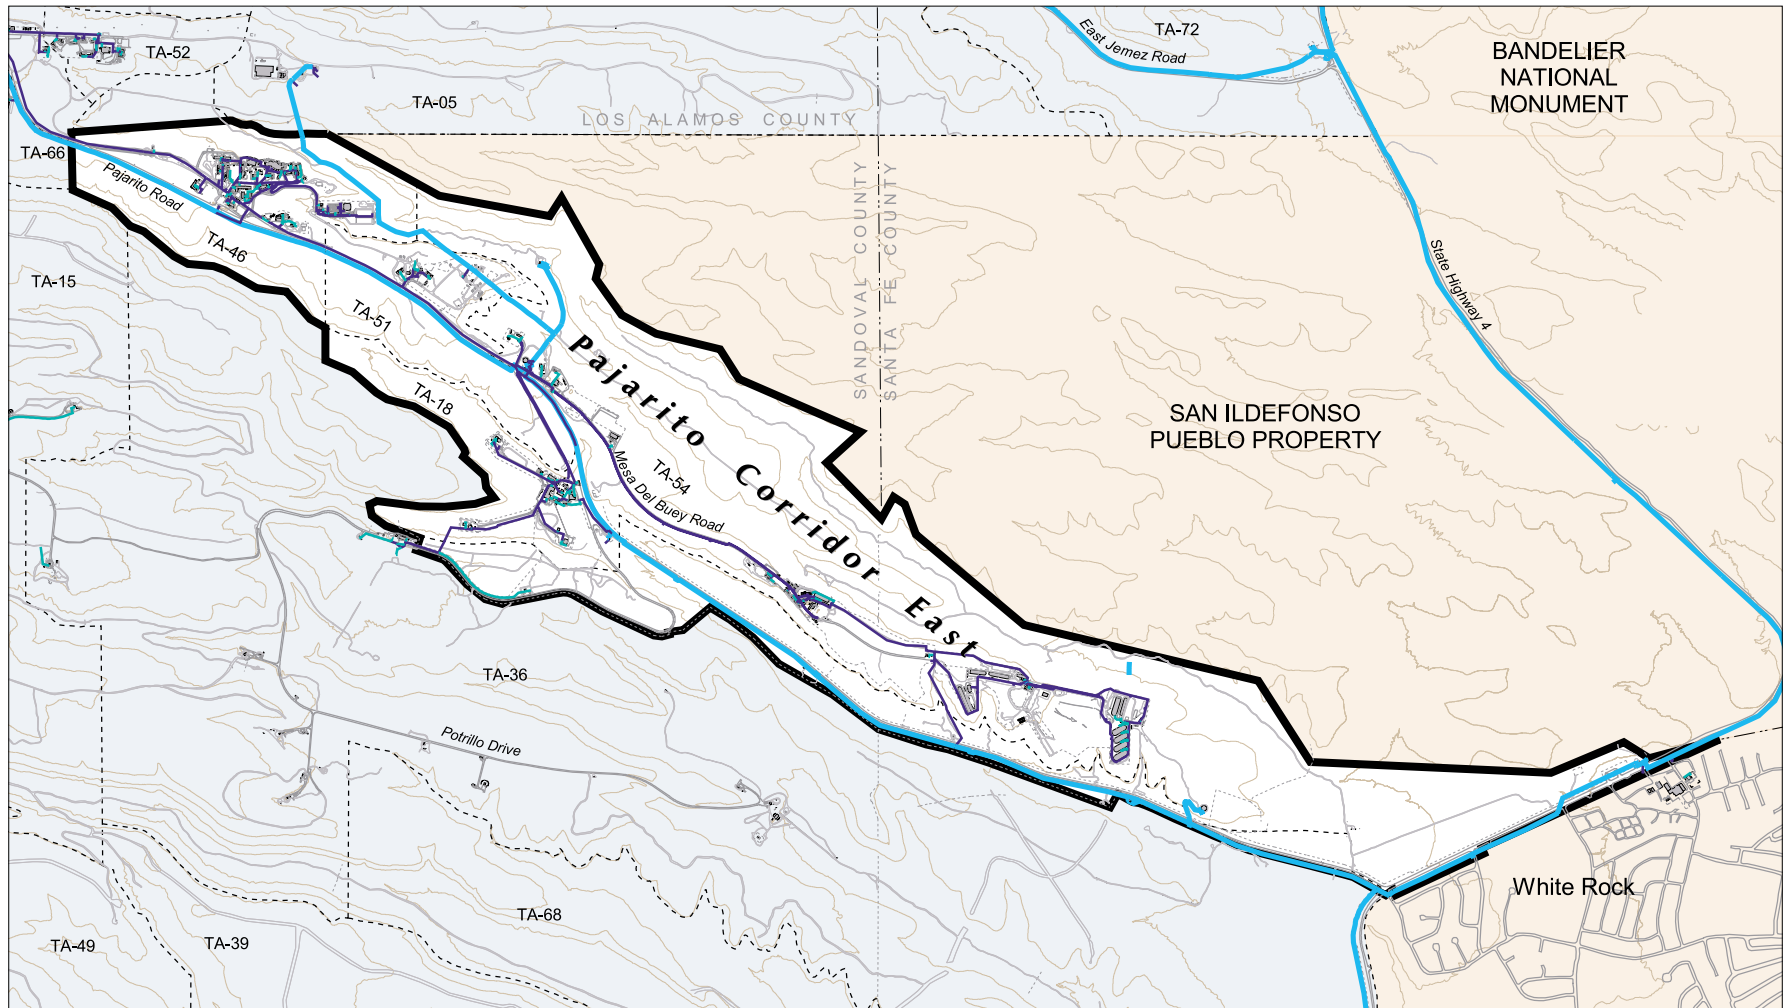 TA-52
TA-72
East Jemez Road
BANDELIER
NATIONAL
MONUMENT
TA-05
LOS ALAMOS COUNTY
TA-66
Pajarito Road
SANDOVAL COUNTY
SANTA FE COUNTY
TA-46
TA-15
State Highway 4
TA-51
Pajarito Corridor East
TA-18
SAN ILDEFONSO
PUEBLO PROPERTY
TA-54
Mesa Del Buey Road
TA-36
Potrillo Drive
White Rock
TA-68
TA-49
TA-39